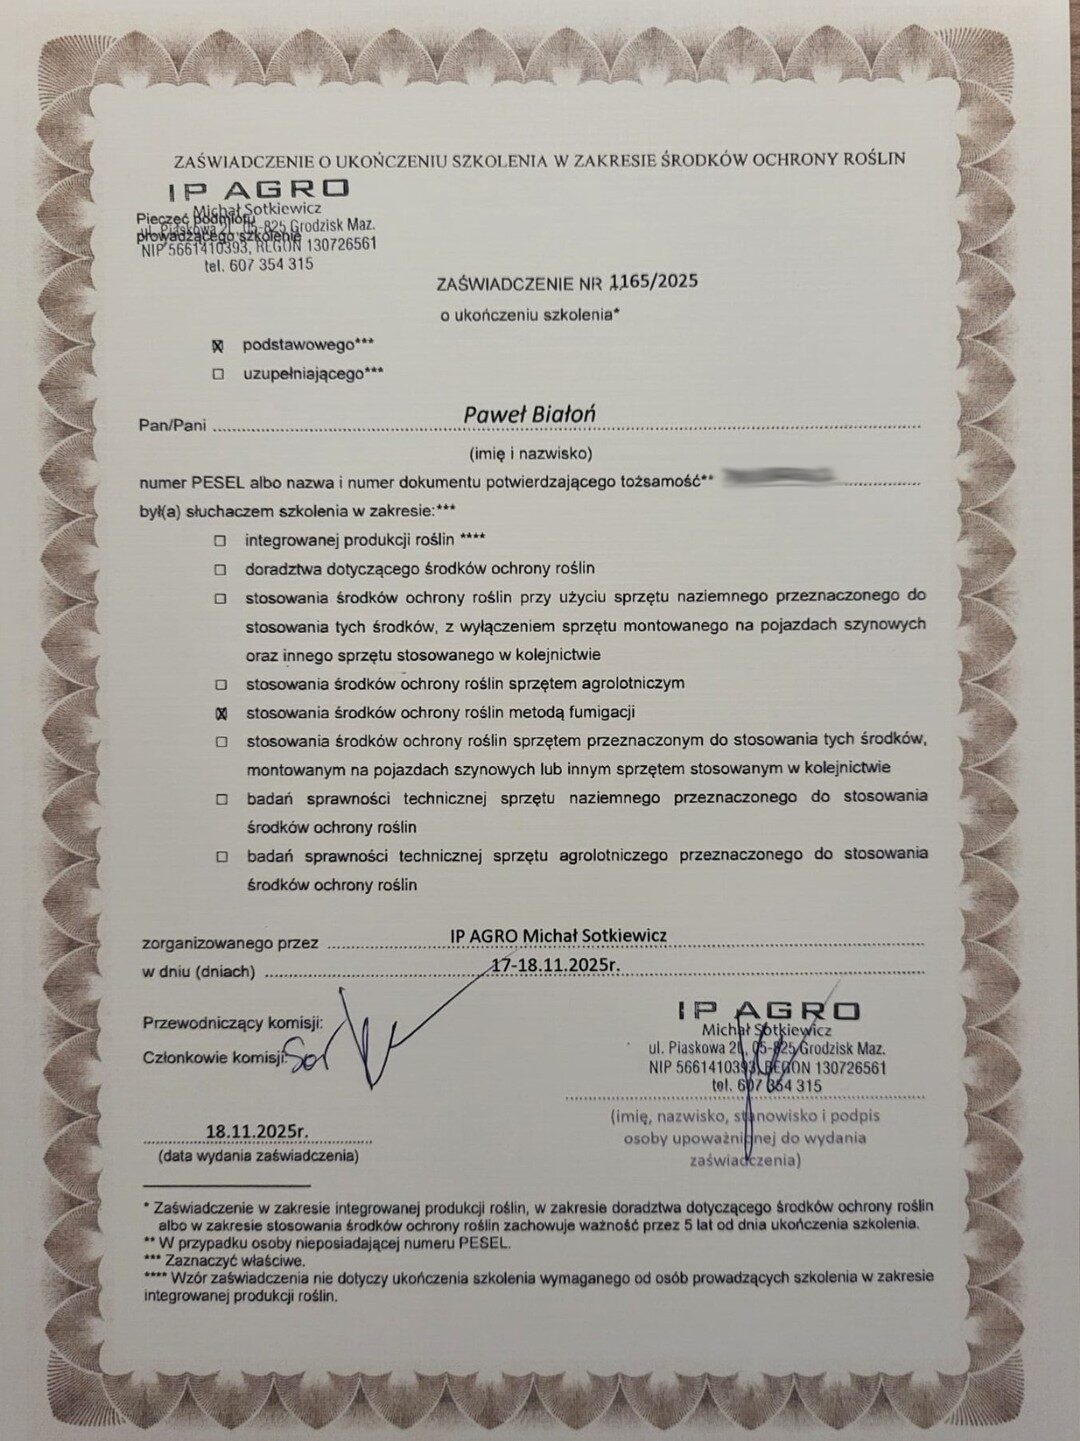 ZAŚWIADCZENIE O UKOŃCZENIU SZKOLENIA W ZAKRESIE ŚRODKÓW OCHRONY ROŚLIN
IP AGRO
Michał Sotkiewicz
Pieczęć podmiotu
ul. Piaskowa 21, 05-825 Grodzisk Maz.
prowadzącego szkolenie
NIP 5661410393, REGON 130726561
tel. 607 354 315
ZAŚWIADCZENIE NR 1165/2025
o ukończeniu szkolenia*
podstawowego***
uzupełniającego***
Pan/Pani Paweł Białoń
(imię i nazwisko)
numer PESEL albo nazwa i numer dokumentu potwierdzającego tożsamość**
był(a) słuchaczem szkolenia w zakresie:***
integrowanej produkcji roślin ****
doradztwa dotyczącego środków ochrony roślin
stosowania środków ochrony roślin przy użyciu sprzętu naziemnego przeznaczonego do
stosowania tych środków, z wyłączeniem sprzętu montowanego na pojazdach szynowych
oraz innego sprzętu stosowanego w kolejnictwie
stosowania środków ochrony roślin sprzętem agrolotniczym
stosowania środków ochrony roślin metodą fumigacji
stosowania środków ochrony roślin sprzętem przeznaczonym do stosowania tych środków,
montowanym na pojazdach szynowych lub innym sprzętem stosowanym w kolejnictwie
badań sprawności technicznej sprzętu naziemnego przeznaczonego do stosowania
środków ochrony roślin
badań sprawności technicznej sprzętu agrolotniczego przeznaczonego do stosowania
środków ochrony roślin
zorganizowanego przez IP AGRO Michał Sotkiewicz
w dniu (dniach) 17-18.11.2025r.
Przewodniczący komisji:
Członkowie komisji:
IP AGRO
Michał Sotkiewicz
ul. Piaskowa 21, 05-825 Grodzisk Maz.
NIP 5661410393, REGON 130726561
tel. 607 354 315
(imię, nazwisko, stanowisko i podpis
osoby upoważnionej do wydania
zaświadczenia)
18.11.2025r.
(data wydania zaświadczenia)
* Zaświadczenie w zakresie integrowanej produkcji roślin, w zakresie doradztwa dotyczącego środków ochrony roślin
albo w zakresie stosowania środków ochrony roślin zachowuje ważność przez 5 lat od dnia ukończenia szkolenia.
** W przypadku osoby nieposiadającej numeru PESEL.
*** Zaznaczyć właściwe.
**** Wzór zaświadczenia nie dotyczy ukończenia szkolenia wymaganego od osób prowadzących szkolenia w zakresie
integrowanej produkcji roślin.